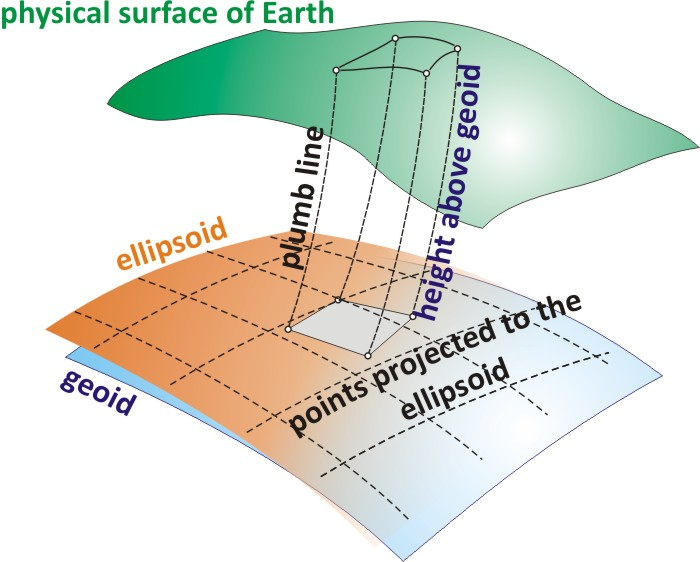 physical surface of Earth
plumb line
height above geoid
ellipsoid
geoid
points projected to the
ellipsoid